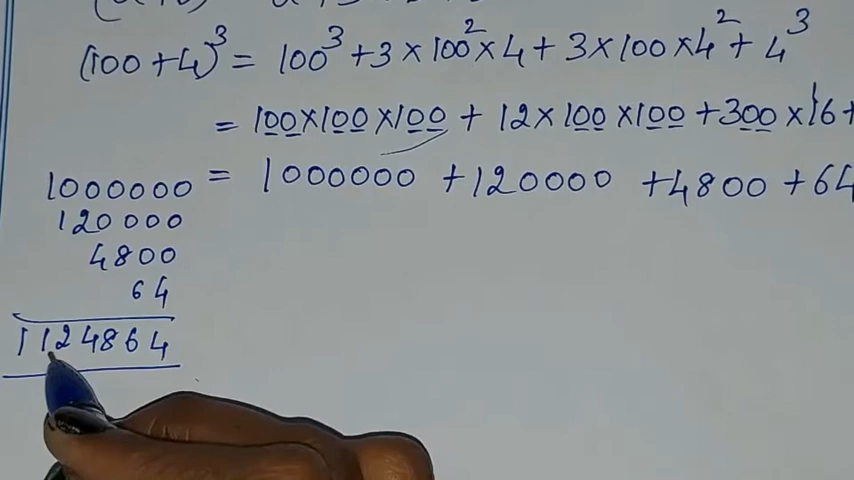 (100 + 4)³ = 100³ + 3 × 100² × 4 + 3 × 100 × 4² + 4³
= 100 × 100 × 100 + 12 × 100 × 100 + 300 × 16 +
= 1000000 + 120000 + 4800 + 64
1000000
120000
4800
64
1124864